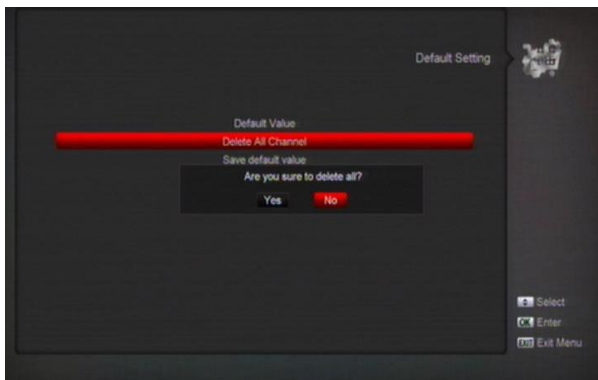 Default Setting
Default Value
Delete All Channel
Save default value
Are you sure to delete all?
Yes No
Select
OK Enter
EXIT Exit Menu